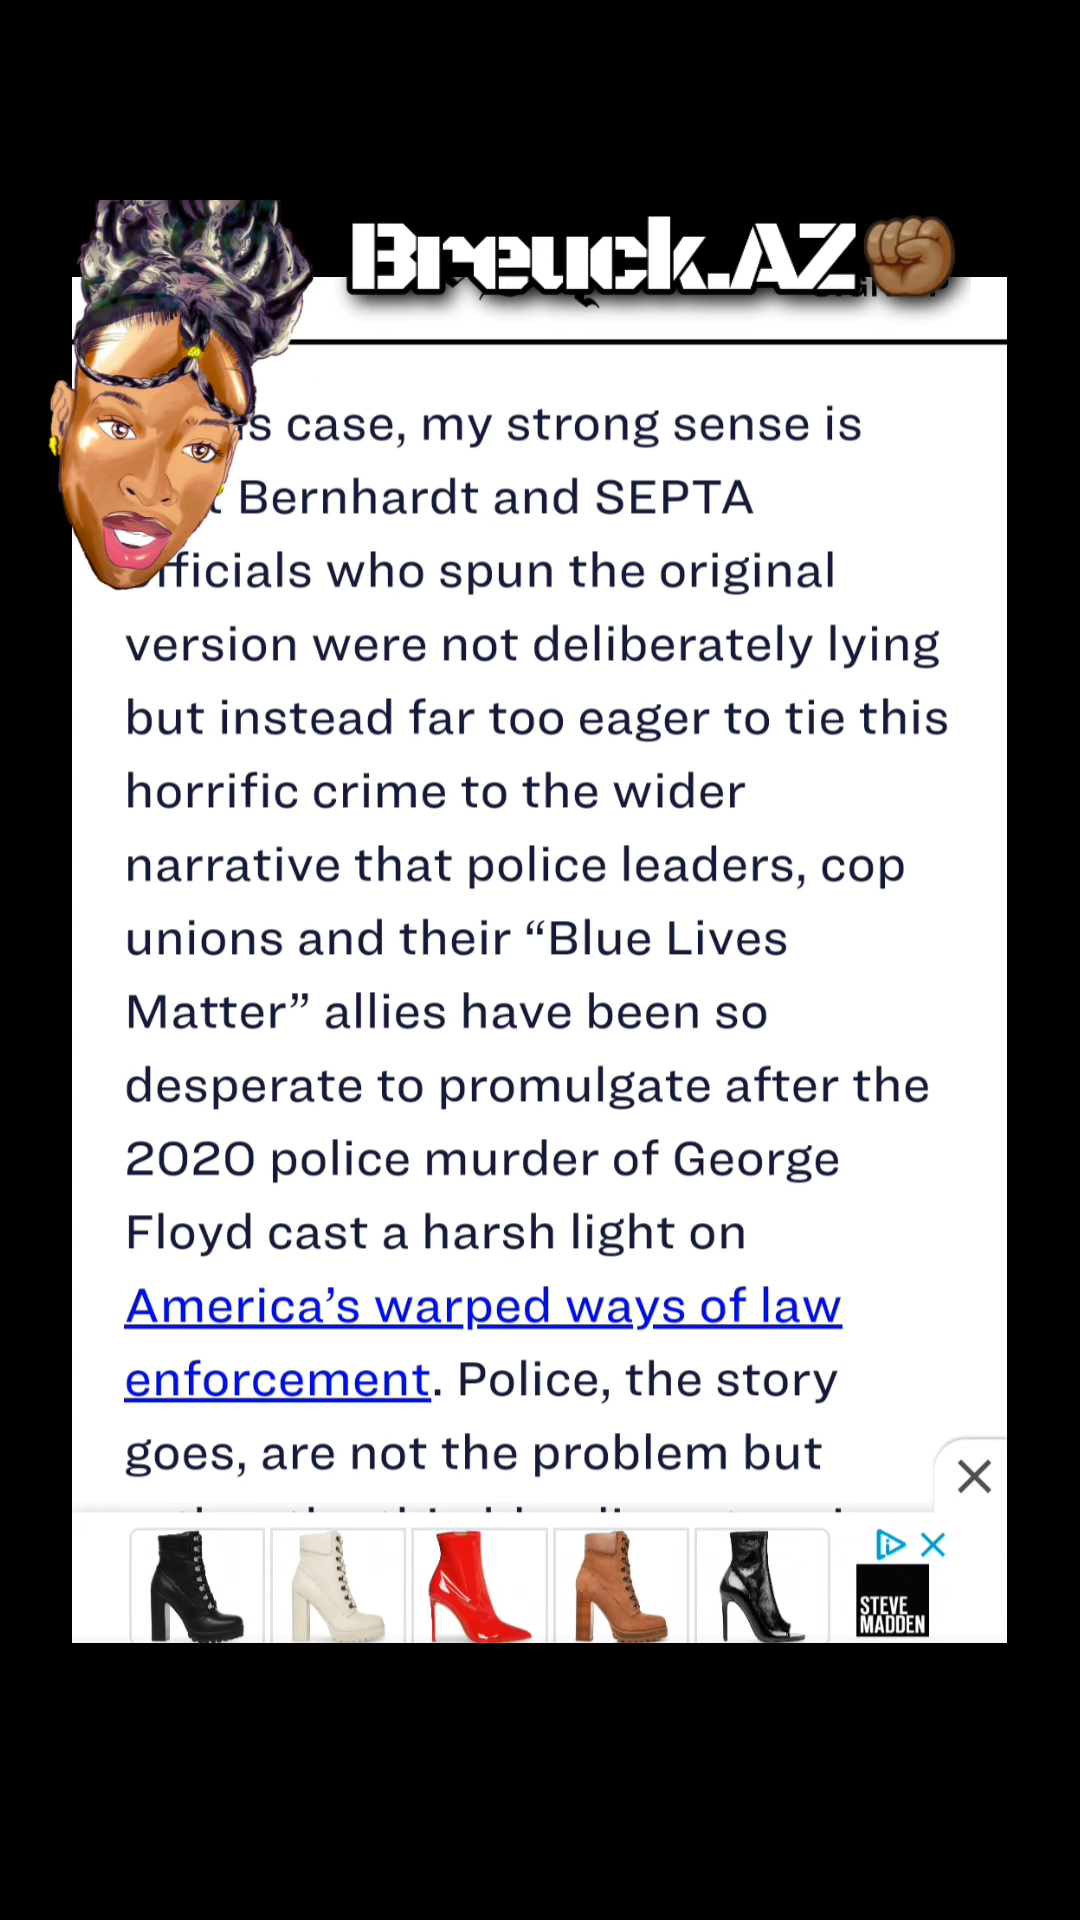 Breuck.AZ
case, my strong sense is
Bernhardt and SEPTA
fficials who spun the original
version were not deliberately lying
but instead far too eager to tie this
horrific crime to the wider
narrative that police leaders, cop
unions and their “Blue Lives
Matter” allies have been so
desperate to promulgate after the
2020 police murder of George
Floyd cast a harsh light on
America’s warped ways of law
enforcement. Police, the story
goes, are not the problem but
STEVE
MADDEN